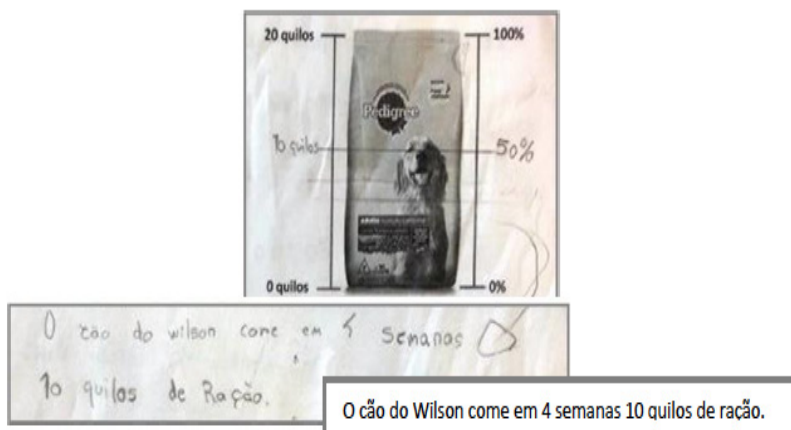 20 quilos 100%
Pedigree
10 quilos 50%
0 quilos 0%
O cão do wilson come em 4 semanas
10 quilos de Ração.
O cão do Wilson come em 4 semanas 10 quilos de ração.